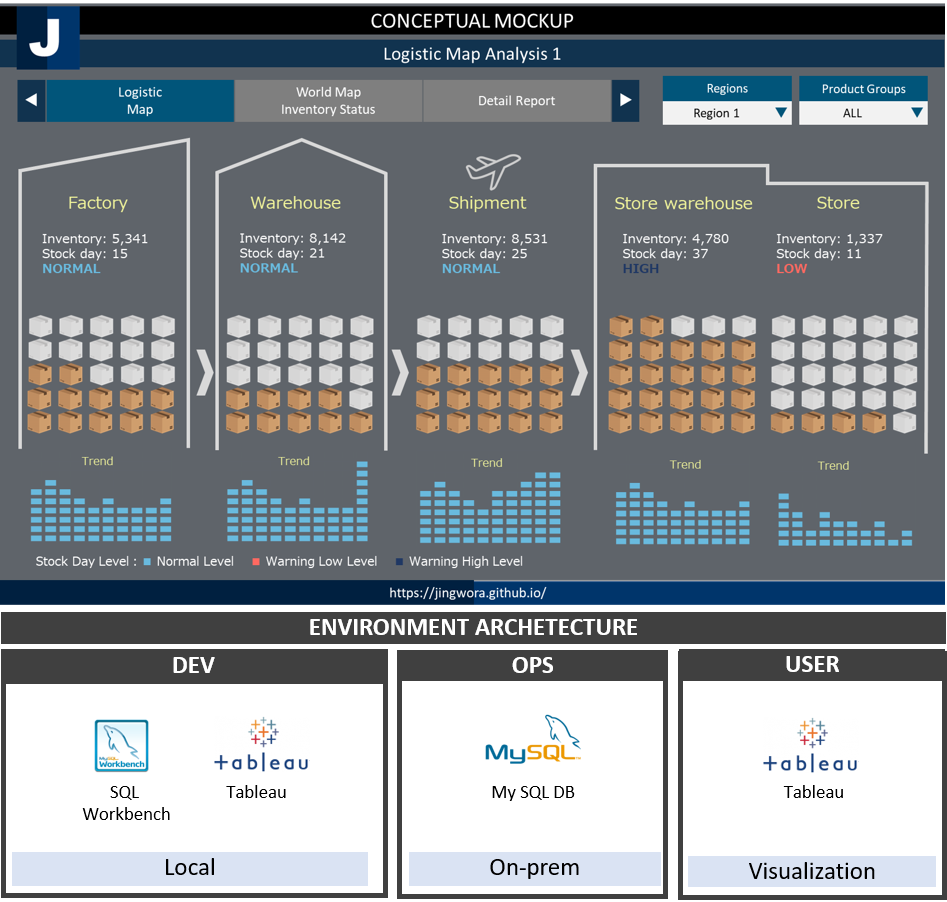 J
CONCEPTUAL MOCKUP
Logistic Map Analysis 1
Logistic
Map
World Map
Inventory Status
Detail Report
Regions
Region 1
Product Groups
ALL
Factory
Inventory: 5,341
Stock day: 15
NORMAL
Warehouse
Inventory: 8,142
Stock day: 21
NORMAL
Shipment
Inventory: 8,531
Stock day: 25
NORMAL
Store warehouse
Inventory: 4,780
Stock day: 37
HIGH
Store
Inventory: 1,337
Stock day: 11
LOW
Trend
Trend
Trend
Trend
Trend
Stock Day Level : Normal Level Warning Low Level Warning High Level
https://jingwora.github.io/
ENVIRONMENT ARCHETECTURE
DEV
MySQL
Workbench
SQL
Workbench
+ableau
Tableau
Local
OPS
MySQL™
My SQL DB
On-prem
USER
+ableau
Tableau
Visualization